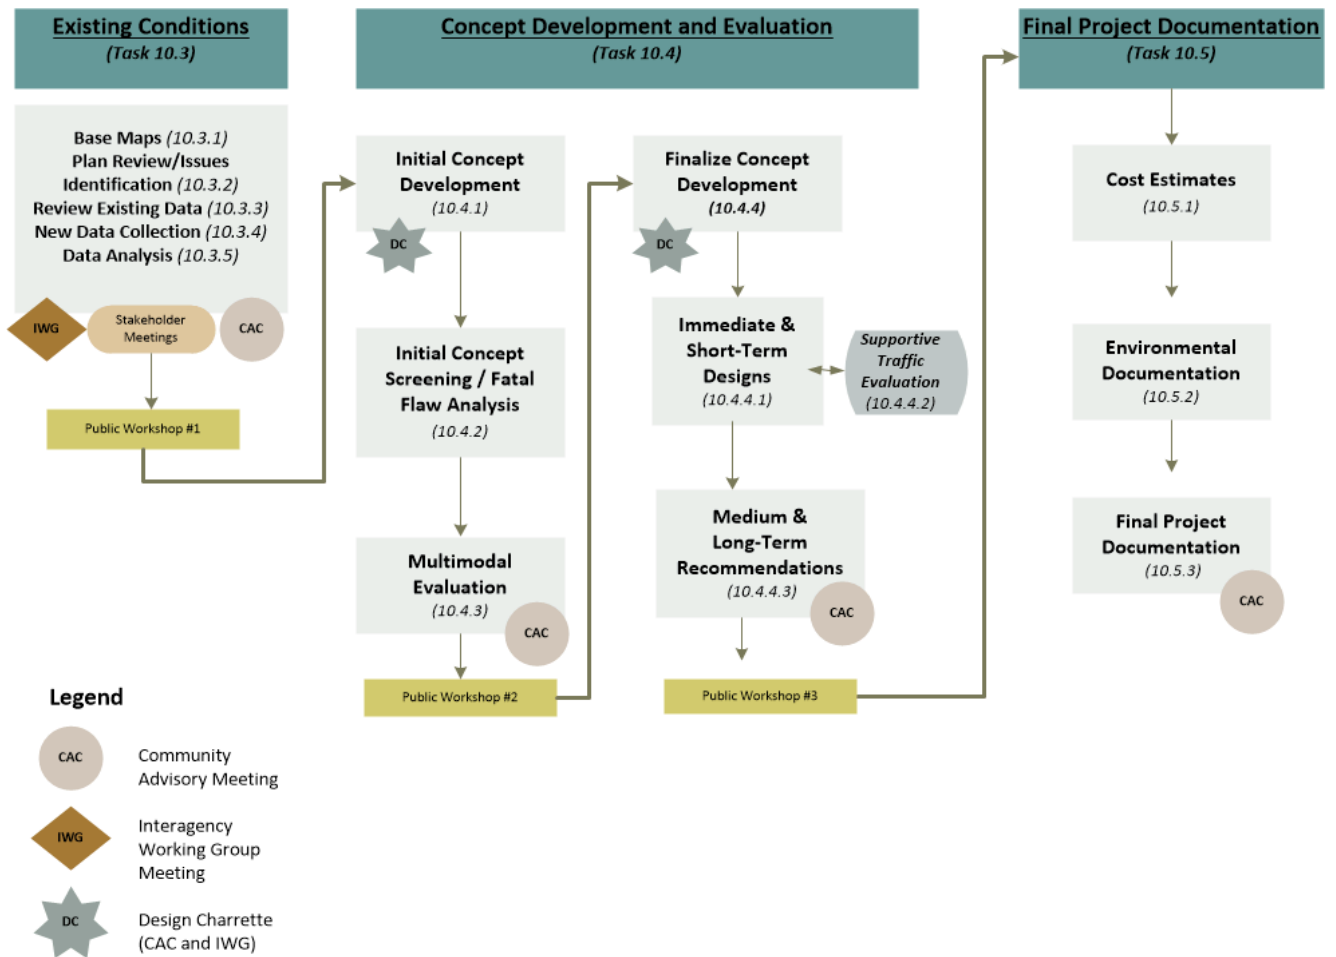 Existing Conditions
(Task 10.3)
Base Maps (10.3.1)
Plan Review/Issues
Identification (10.3.2)
Review Existing Data (10.3.3)
New Data Collection (10.3.4)
Data Analysis (10.3.5)
IWG
Stakeholder
Meetings
CAC
Public Workshop #1
Concept Development and Evaluation
(Task 10.4)
Initial Concept
Development
(10.4.1)
DC
Initial Concept
Screening / Fatal
Flaw Analysis
(10.4.2)
Multimodal
Evaluation
(10.4.3)
CAC
Public Workshop #2
Finalize Concept
Development
(10.4.4)
DC
Immediate &
Short-Term
Designs
(10.4.4.1)
Supportive
Traffic
Evaluation
(10.4.4.2)
Medium &
Long-Term
Recommendations
(10.4.4.3)
CAC
Public Workshop #3
Final Project Documentation
(Task 10.5)
Cost Estimates
(10.5.1)
Environmental
Documentation
(10.5.2)
Final Project
Documentation
(10.5.3)
CAC
Legend
CAC
Community
Advisory Meeting
IWG
Interagency
Working Group
Meeting
DC
Design Charrette
(CAC and IWG)